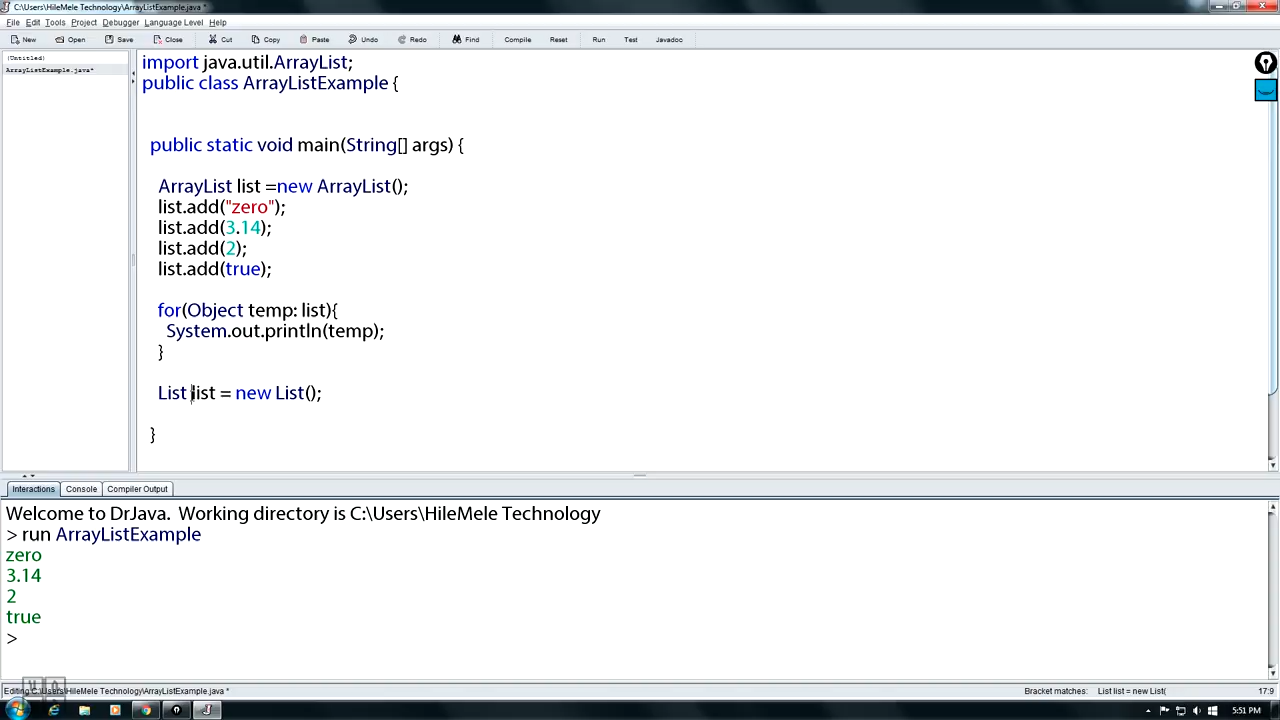 C:\Users\HileMele Technology\ArrayListExample.java *
File Edit Tools Project Debugger Language Level Help
New Open Save Close Cut Copy Paste Undo Redo Find Compile Reset Run Test Javadoc
(Untitled)
ArrayListExample.java*
import java.util.ArrayList;
public class ArrayListExample {
public static void main(String[] args) {
ArrayList list =new ArrayList();
list.add("zero");
list.add(3.14);
list.add(2);
list.add(true);
for(Object temp: list){
System.out.println(temp);
}
List list = new List();
}
Interactions Console Compiler Output
Welcome to DrJava. Working directory is C:\Users\HileMele Technology
> run ArrayListExample
zero
3.14
2
true
>
Editing C:\Users\HileMele Technology\ArrayListExample.java * Bracket matches: List list = new List( 17:9
5:51 PM